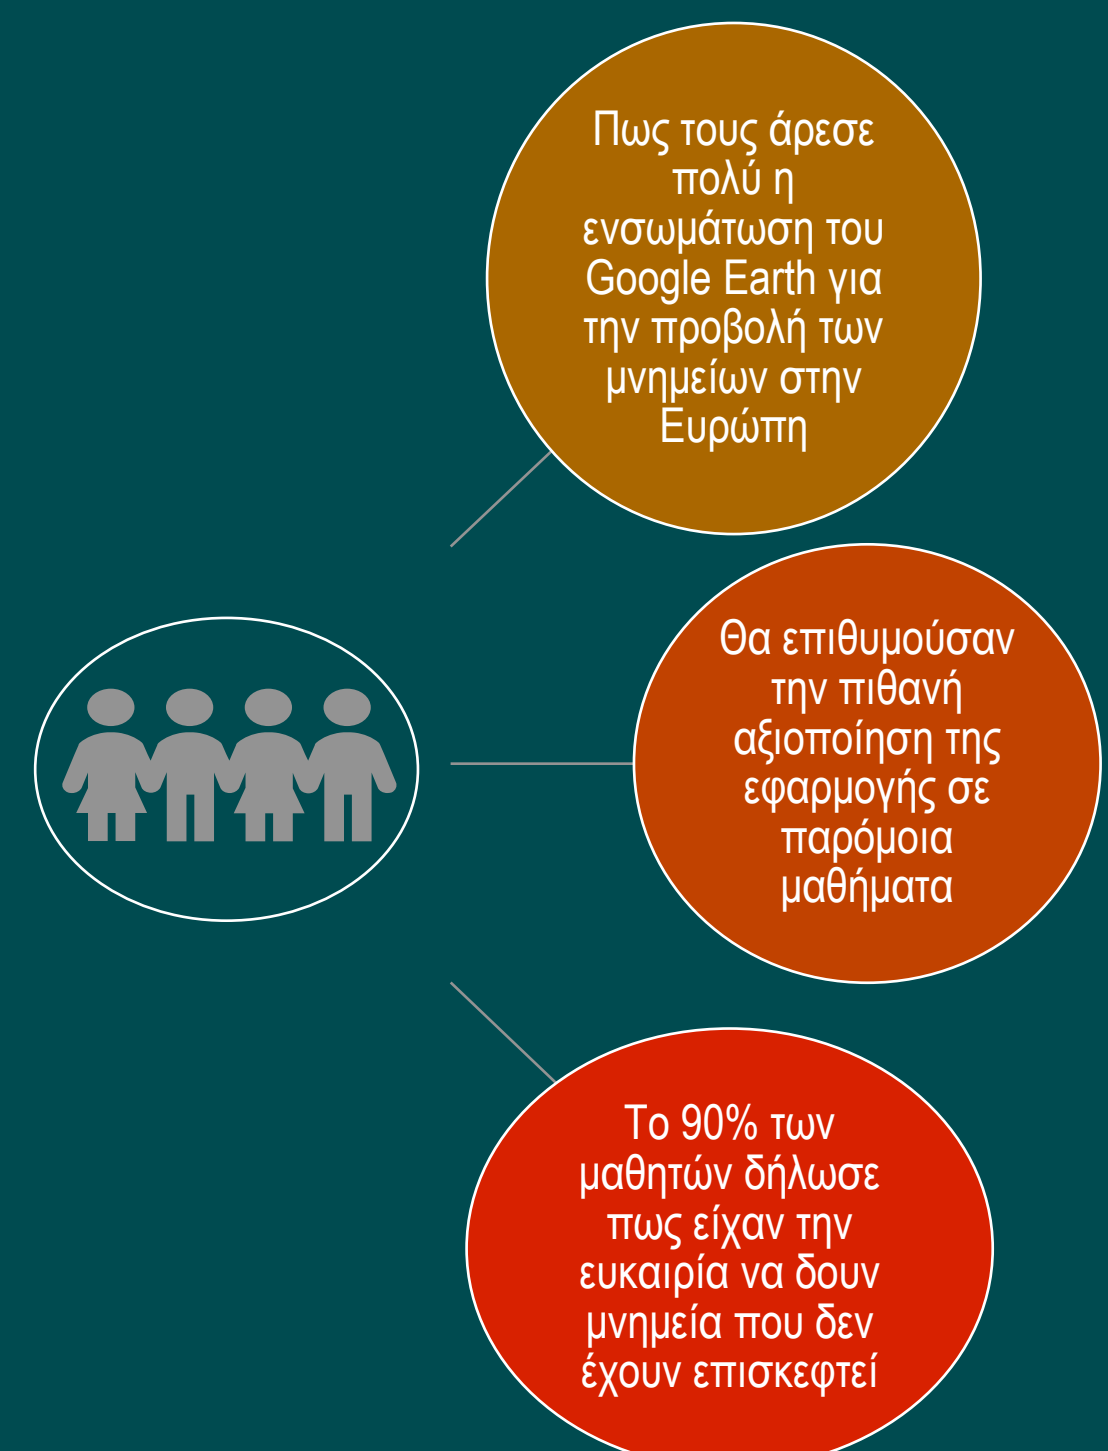 Πως τους άρεσε
πολύ η
ενσωμάτωση του
Google Earth για
την προβολή των
μνημείων στην
Ευρώπη
Θα επιθυμούσαν
την πιθανή
αξιοποίηση της
εφαρμογής σε
παρόμοια
μαθήματα
Το 90% των
μαθητών δήλωσε
πως είχαν την
ευκαιρία να δουν
μνημεία που δεν
έχουν επισκεφτεί